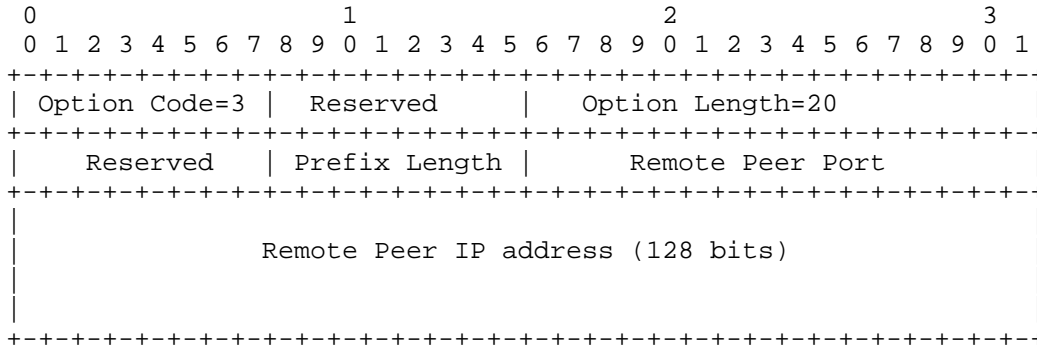 0                   1                   2                   3
 0 1 2 3 4 5 6 7 8 9 0 1 2 3 4 5 6 7 8 9 0 1 2 3 4 5 6 7 8 9 0 1
+-+-+-+-+-+-+-+-+-+-+-+-+-+-+-+-+-+-+-+-+-+-+-+-+-+-+-+-+-+-+-+--
| Option Code=3 |  Reserved     |   Option Length=20            |
+-+-+-+-+-+-+-+-+-+-+-+-+-+-+-+-+-+-+-+-+-+-+-+-+-+-+-+-+-+-+-+--
|    Reserved   | Prefix Length |      Remote Peer Port         |
+-+-+-+-+-+-+-+-+-+-+-+-+-+-+-+-+-+-+-+-+-+-+-+-+-+-+-+-+-+-+-+--
|                                                               |
|               Remote Peer IP address (128 bits)               |
|                                                               |
|                                                               |
+-+-+-+-+-+-+-+-+-+-+-+-+-+-+-+-+-+-+-+-+-+-+-+-+-+-+-+-+-+-+-+--